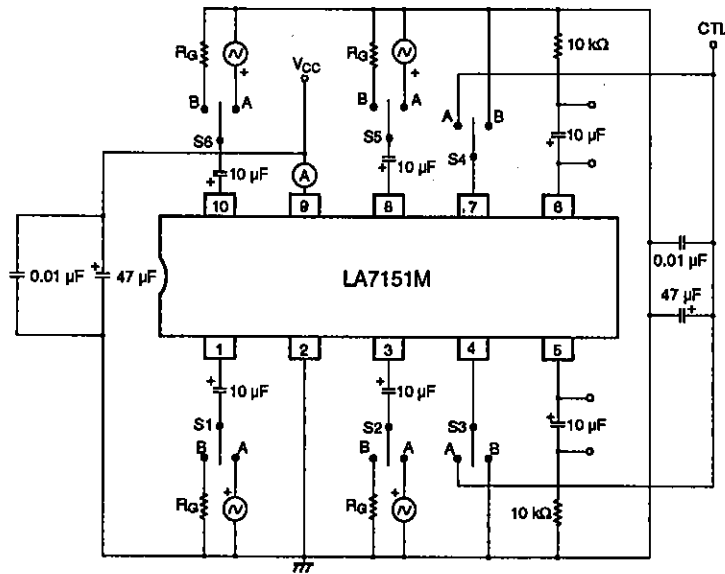 CTL
RG
+
VCC
RG
+
10 kΩ
B A
B A
A B
S6
S5
S4
+ 10 µF
A
+ 10 µF
+ 10 µF
10 9 8 7 6
0.01 µF
+ 47 µF
LA7151M
0.01 µF
47 µF +
1 2 3 4 5
+ 10 µF
+ 10 µF
+ 10 µF
S1
S2
S3
B A
B A
A B
RG
+
RG
+
10 kΩ